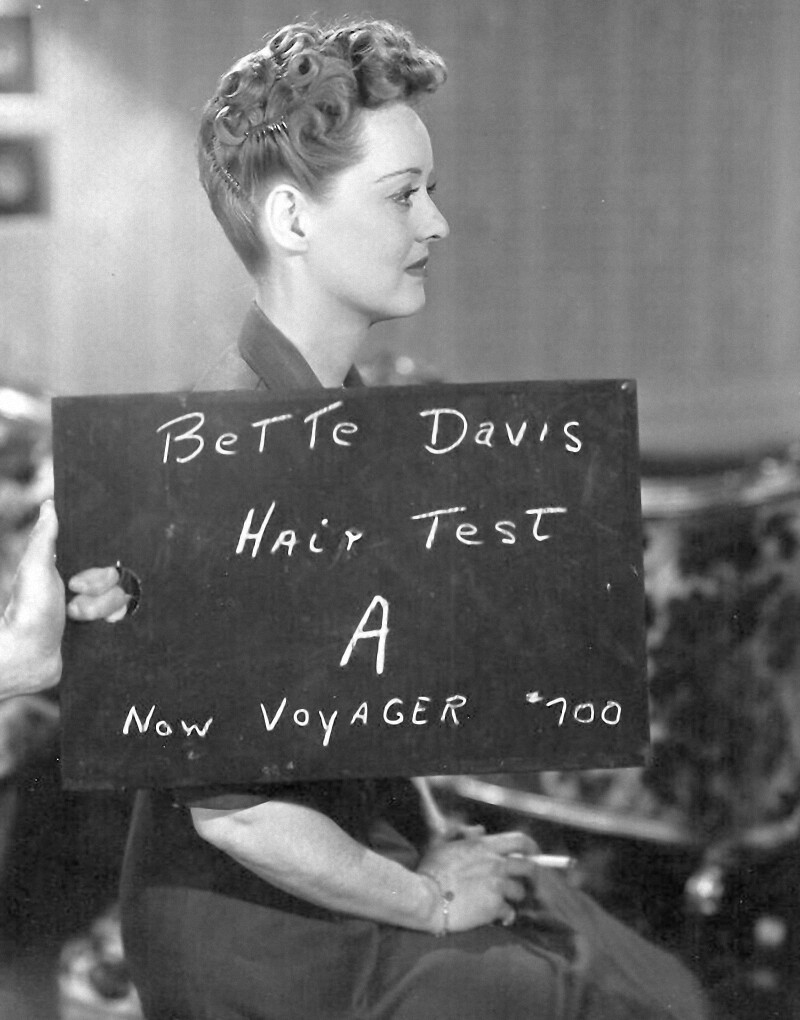 BeTTe Davis
HAir Test
A
Now VoyAGER #700